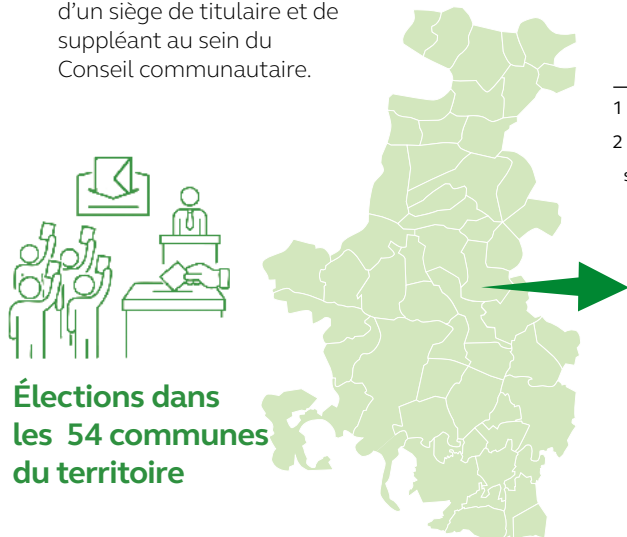 d’un siège de titulaire et de
suppléant au sein du
Conseil communautaire.
1
2
s
Élections dans
les 54 communes
du territoire